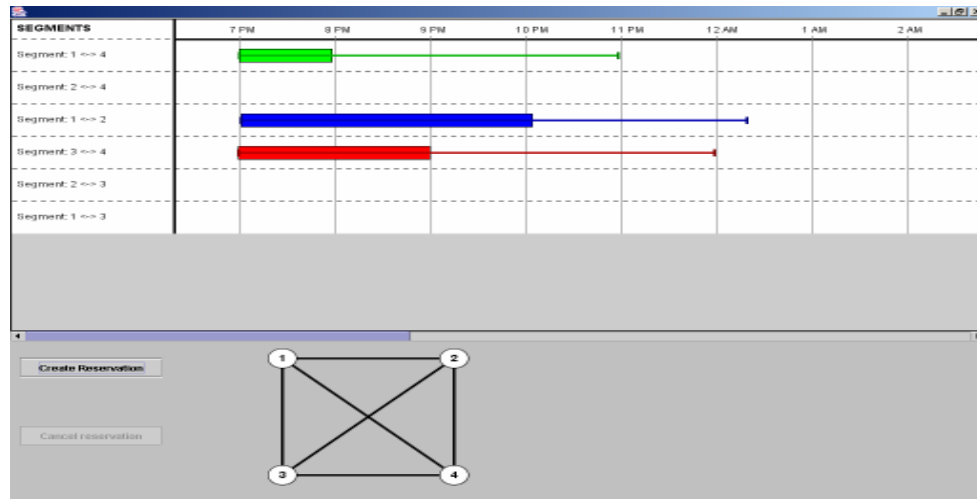 SEGMENTS
7 PM 8 PM 9 PM 10 PM 11 PM 12 AM 1 AM 2 AM
Segment: 1 <-> 4
Segment: 2 <-> 4
Segment: 1 <-> 2
Segment: 3 <-> 4
Segment: 2 <-> 3
Segment: 1 <-> 3
Create Reservation
Cancel reservation
1 2
3 4